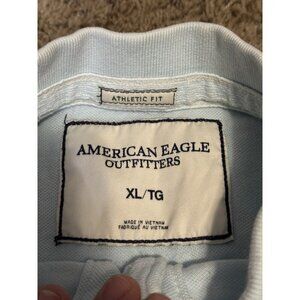 ATHLETIC FIT
AMERICAN EAGLE
OUTFITTERS
XL/TG
MADE IN VIETNAM
FABRIQUÉ AU VIETNAM